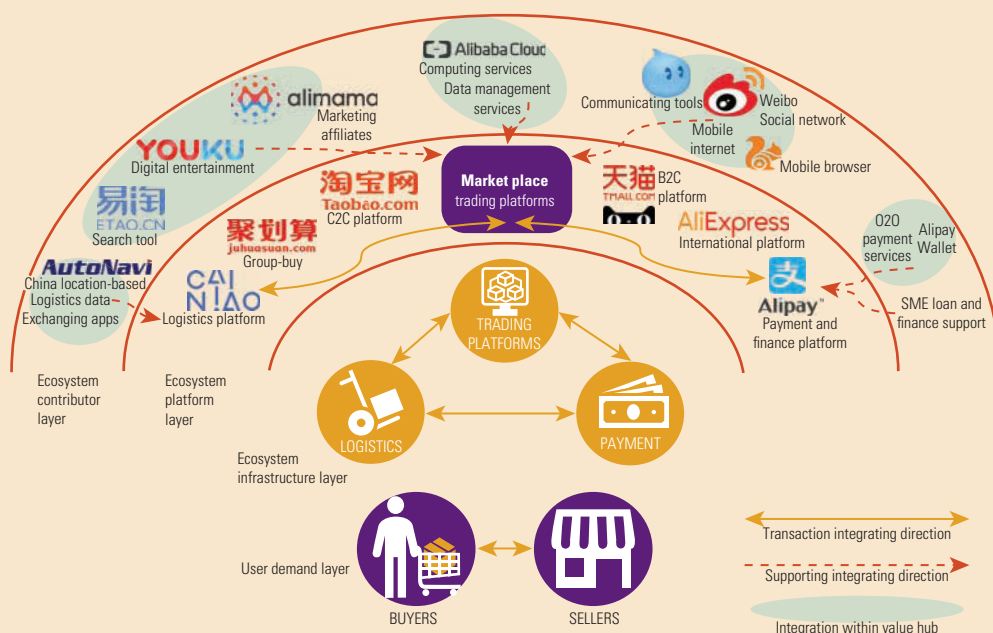 Alibaba Cloud
Computing services
Data management
services
alimama
Marketing
affiliates
YOUKU
Digital entertainment
易淘
ETAO.CN
Search tool
Communicating tools
Weibo
Social network
Mobile
internet
Mobile browser
Market place
trading platforms
淘宝网
Taobao.com
C2C platform
聚划算
juhuasuan.com
Group-buy
天猫
TMALL.COM
B2C
platform
AliExpress
International platform
AutoNavi
China location-based
Logistics data
Exchanging apps
CAI
NIAO
Logistics platform
支
Alipay™
Payment and
finance platform
O2O
payment
services
Alipay
Wallet
SME loan and
finance support
Ecosystem
contributor
layer
Ecosystem
platform
layer
TRADING
PLATFORMS
LOGISTICS
PAYMENT
Ecosystem
infrastructure layer
User demand layer
BUYERS
SELLERS
Transaction integrating direction
Supporting integrating direction
Integration within value hub